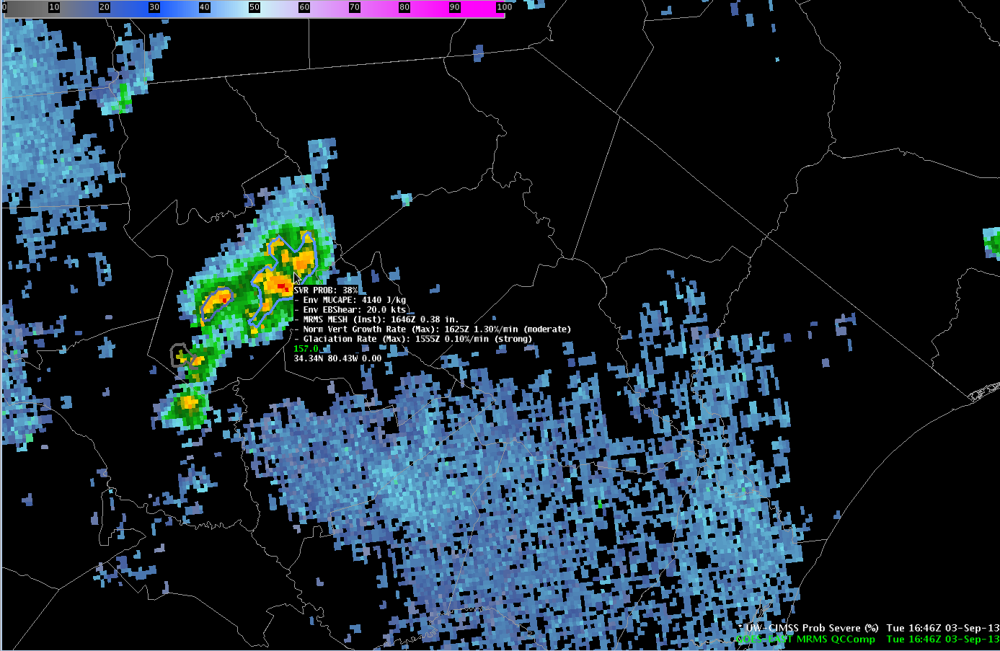 0 10 20 30 40 50 60 70 80 90 100
SVR PROB: 38%
- Env MUCAPE: 4140 J/kg
- Env EBShear: 20.0 kts
- MRMS MESH (Inst): 1646Z 0.38 in.
- Norm Vert Growth Rate (Max): 1625Z 1.30%/min (moderate)
- Glaciation Rate (Max): 1555Z 0.10%/min (strong)
157.0
34.34N 80.43W 0.00
* UW-CIMSS Prob Severe (%) Tue 16:46Z 03-Sep-13
GOES-EAST MRMS QCComp Tue 16:46Z 03-Sep-13